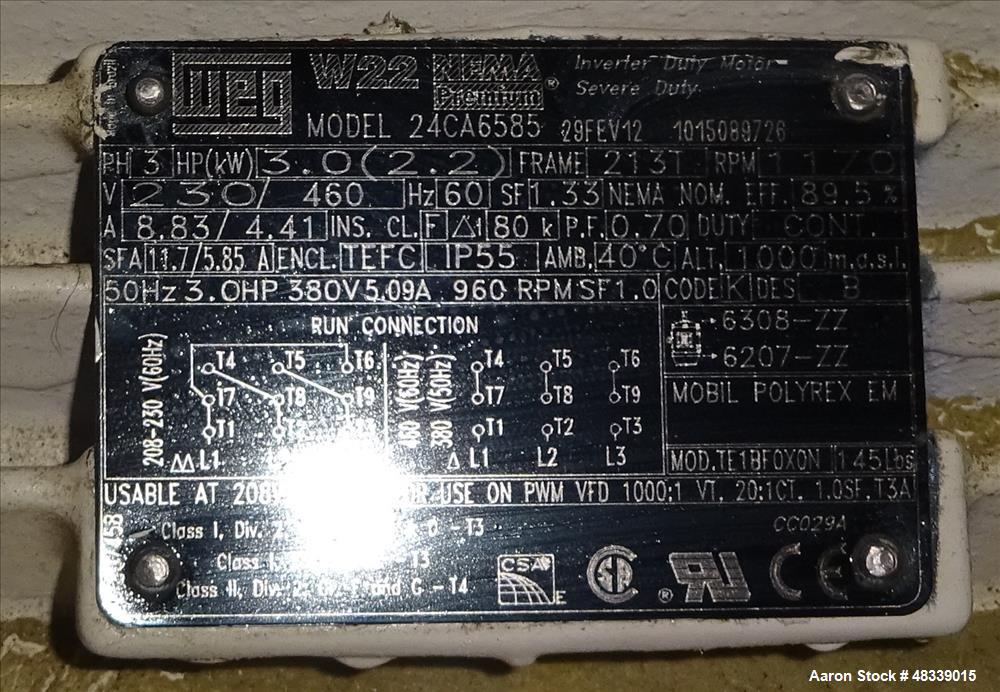 WEG W22 NEMA Premium® Inverter Duty Motor
Severe Duty
MODEL 24CA6585 29FEV12 1015089726
PH 3 HP(kW) 3.0(2.2) FRAME 213T RPM 1170
V 230/460 Hz 60 SF 1.33 NEMA NOM. EFF. 89.5 %
A 8.83/4.41 INS. CL. F Δt 80 k P.F. 0.70 DUTY CONT.
SFA 11.7/5.85 A ENCL. TEFC IP55 AMB. 40°C ALT. 1000 m.a.s.l.
50Hz 3.0HP 380V 5.09A 960 RPM SF1.0 CODE K DES B
RUN CONNECTION
208-230 V(60Hz)
T4 T5 T6
T7 T8 T9
T1
ΔΔ L1
460 V(60Hz)
380 V(50Hz)
T4 T5 T6
T7 T8 T9
T1 T2 T3
Δ L1 L2 L3
6308-ZZ
6207-ZZ
MOBIL POLYREX EM
MOD.TE1BF0X0N 145Lbs
USABLE AT 208V USE ON PWM VFD 1000:1 VT, 20:1CT. 1.0SF, T3A
Class I, Div. -T3
CC029A
Class I, T3
Class II, Div. and G - T4
CSA E SA ® UR CE
Aaron Stock # 48339015